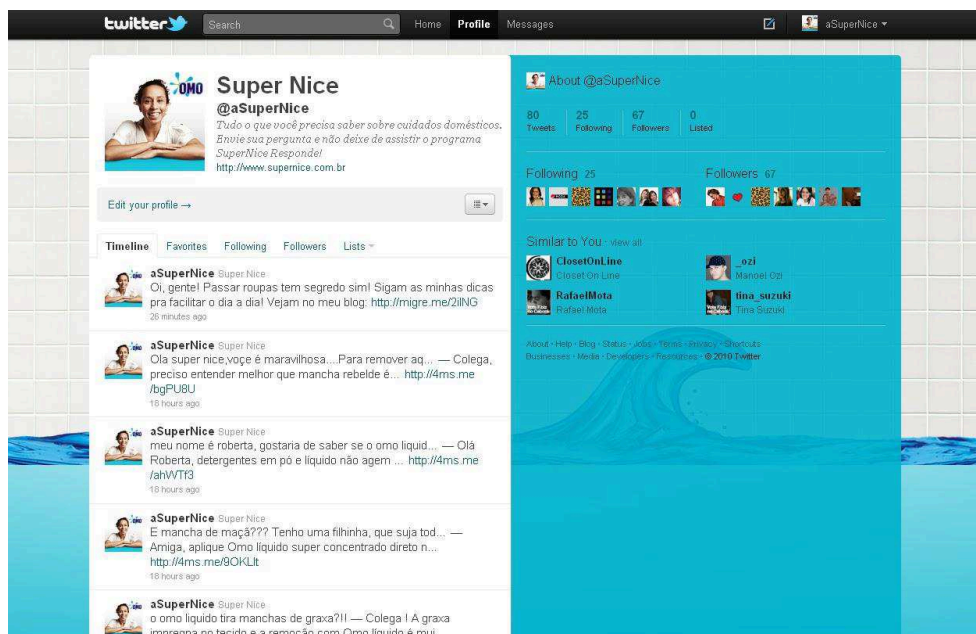 twitter
Search
Home Profile Messages
aSuperNice
OMO
Super Nice
@aSuperNice
Tudo o que você precisa saber sobre cuidados domésticos.
Envie sua pergunta e não deixe de assistir o programa
SuperNice Responde!
http://www.supernice.com.br
Edit your profile →
Timeline Favorites Following Followers Lists
aSuperNice Super Nice
Oi, gente! Passar roupas tem segredo sim! Sigam as minhas dicas
pra facilitar o dia a dia! Vejam no meu blog: http://migre.me/2ilNG
26 minutes ago
aSuperNice Super Nice
Ola super nice,voçe é maravilhosa....Para remover aq... — Colega,
preciso entender melhor que mancha rebelde é... http://4ms.me
/bgPU8U
18 hours ago
aSuperNice Super Nice
meu nome é roberta, gostaria de saber se o omo liquid... — Olá
Roberta, detergentes em pó e líquido não agem ... http://4ms.me
/ahWTf3
18 hours ago
aSuperNice Super Nice
E mancha de maçã??? Tenho uma filhinha, que suja tod... —
Amiga, aplique Omo líquido super concentrado direto n...
http://4ms.me/9OKLlt
18 hours ago
aSuperNice Super Nice
o omo liquido tira manchas de graxa?!! — Colega ! A graxa
impregna no tecido e a remoção com Omo líquido é mui
About @aSuperNice
80 25 67 0
Tweets Following Followers Listed
Following 25
Followers 67
Similar to You · view all
ClosetOnLine
Closet On Line
_ozi
Manoel Ozi
RafaelMota
Rafael Mota
tina_suzuki
Tina Suzuki
About · Help · Blog · Status · Jobs · Terms · Privacy · Shortcuts
Businesses · Media · Developers · Resources · © 2010 Twitter